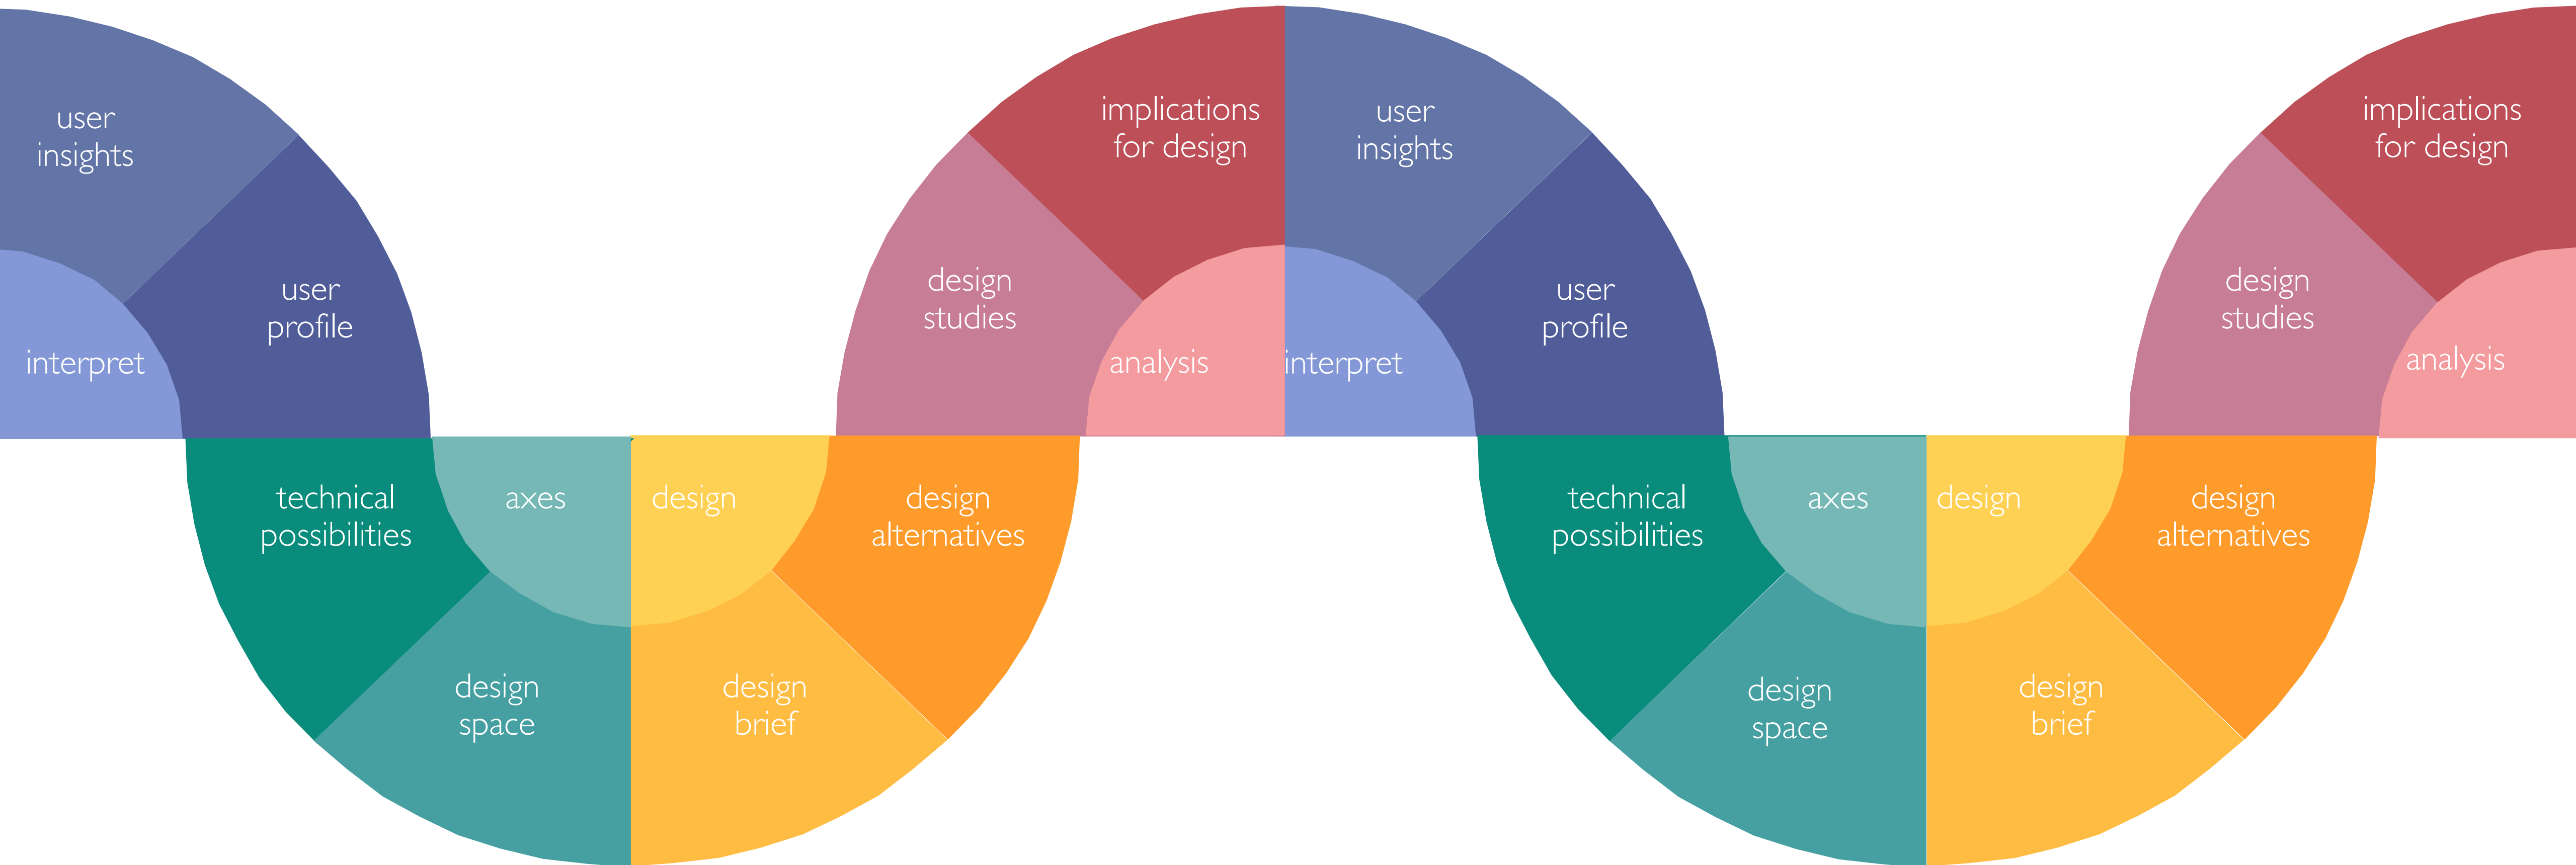 user
insights
user
profile
interpret
technical
possibilities
axes
design
space
design
design
brief
design
alternatives
design
studies
implications
for design
analysis
user
insights
interpret
user
profile
technical
possibilities
axes
design
space
design
design
brief
design
alternatives
design
studies
implications
for design
analysis